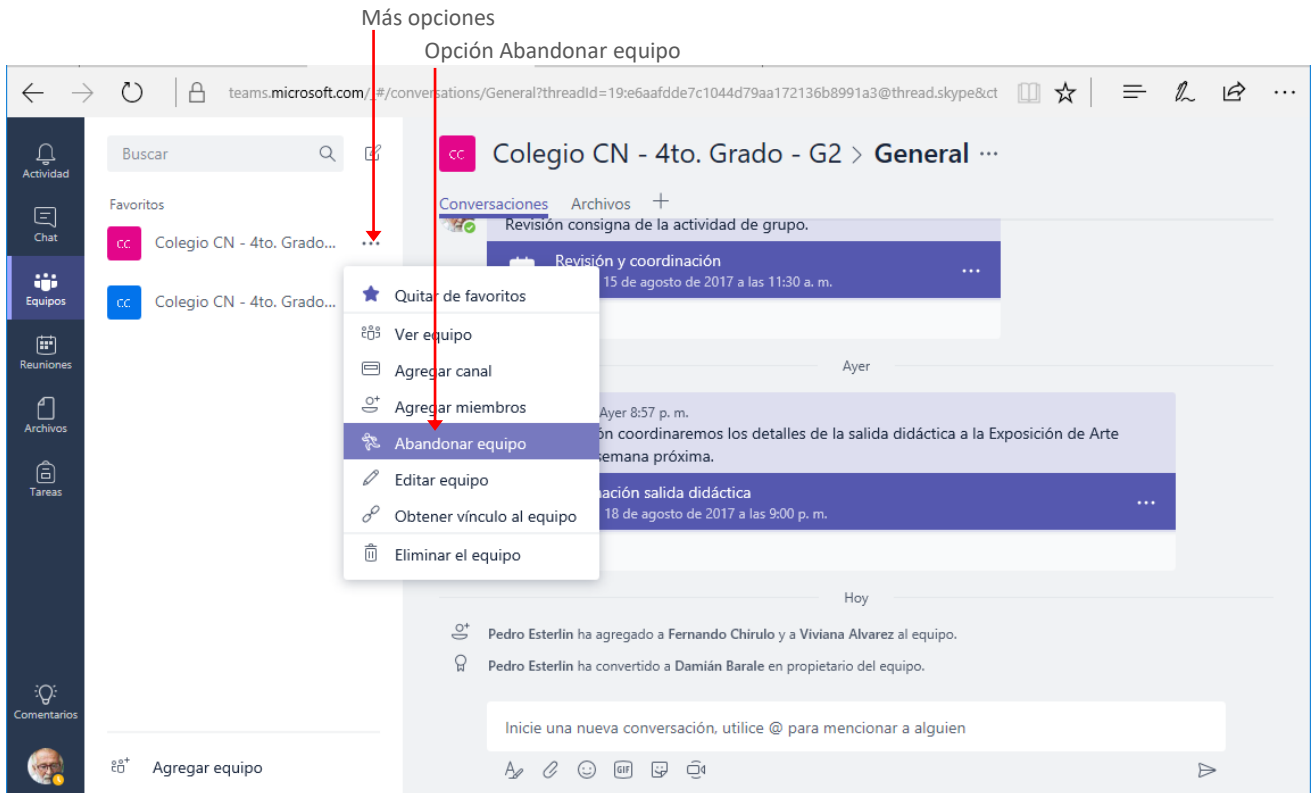 Más opciones
Opción Abandonar equipo
teams.microsoft.com/_#/conversations/General?threadId=19:e6aafdde7c1044d79aa172136b8991a3@thread.skype&ct
Actividad
Chat
Equipos
Reuniones
Archivos
Tareas
Comentarios
Buscar
Favoritos
CC Colegio CN - 4to. Grado... ...
CC Colegio CN - 4to. Grado...
Quitar de favoritos
Ver equipo
Agregar canal
Agregar miembros
Abandonar equipo
Editar equipo
Obtener vínculo al equipo
Eliminar el equipo
Agregar equipo
CC Colegio CN - 4to. Grado - G2 > General ...
Conversaciones Archivos +
Revisión consigna de la actividad de grupo.
Revisión y coordinación
15 de agosto de 2017 a las 11:30 a. m.
Ayer
Ayer 8:57 p. m.
ón coordinaremos los detalles de la salida didáctica a la Exposición de Arte
semana próxima.
nación salida didáctica
18 de agosto de 2017 a las 9:00 p. m.
Hoy
Pedro Esterlin ha agregado a Fernando Chirulo y a Viviana Alvarez al equipo.
Pedro Esterlin ha convertido a Damián Barale en propietario del equipo.
Inicie una nueva conversación, utilice @ para mencionar a alguien
GIF